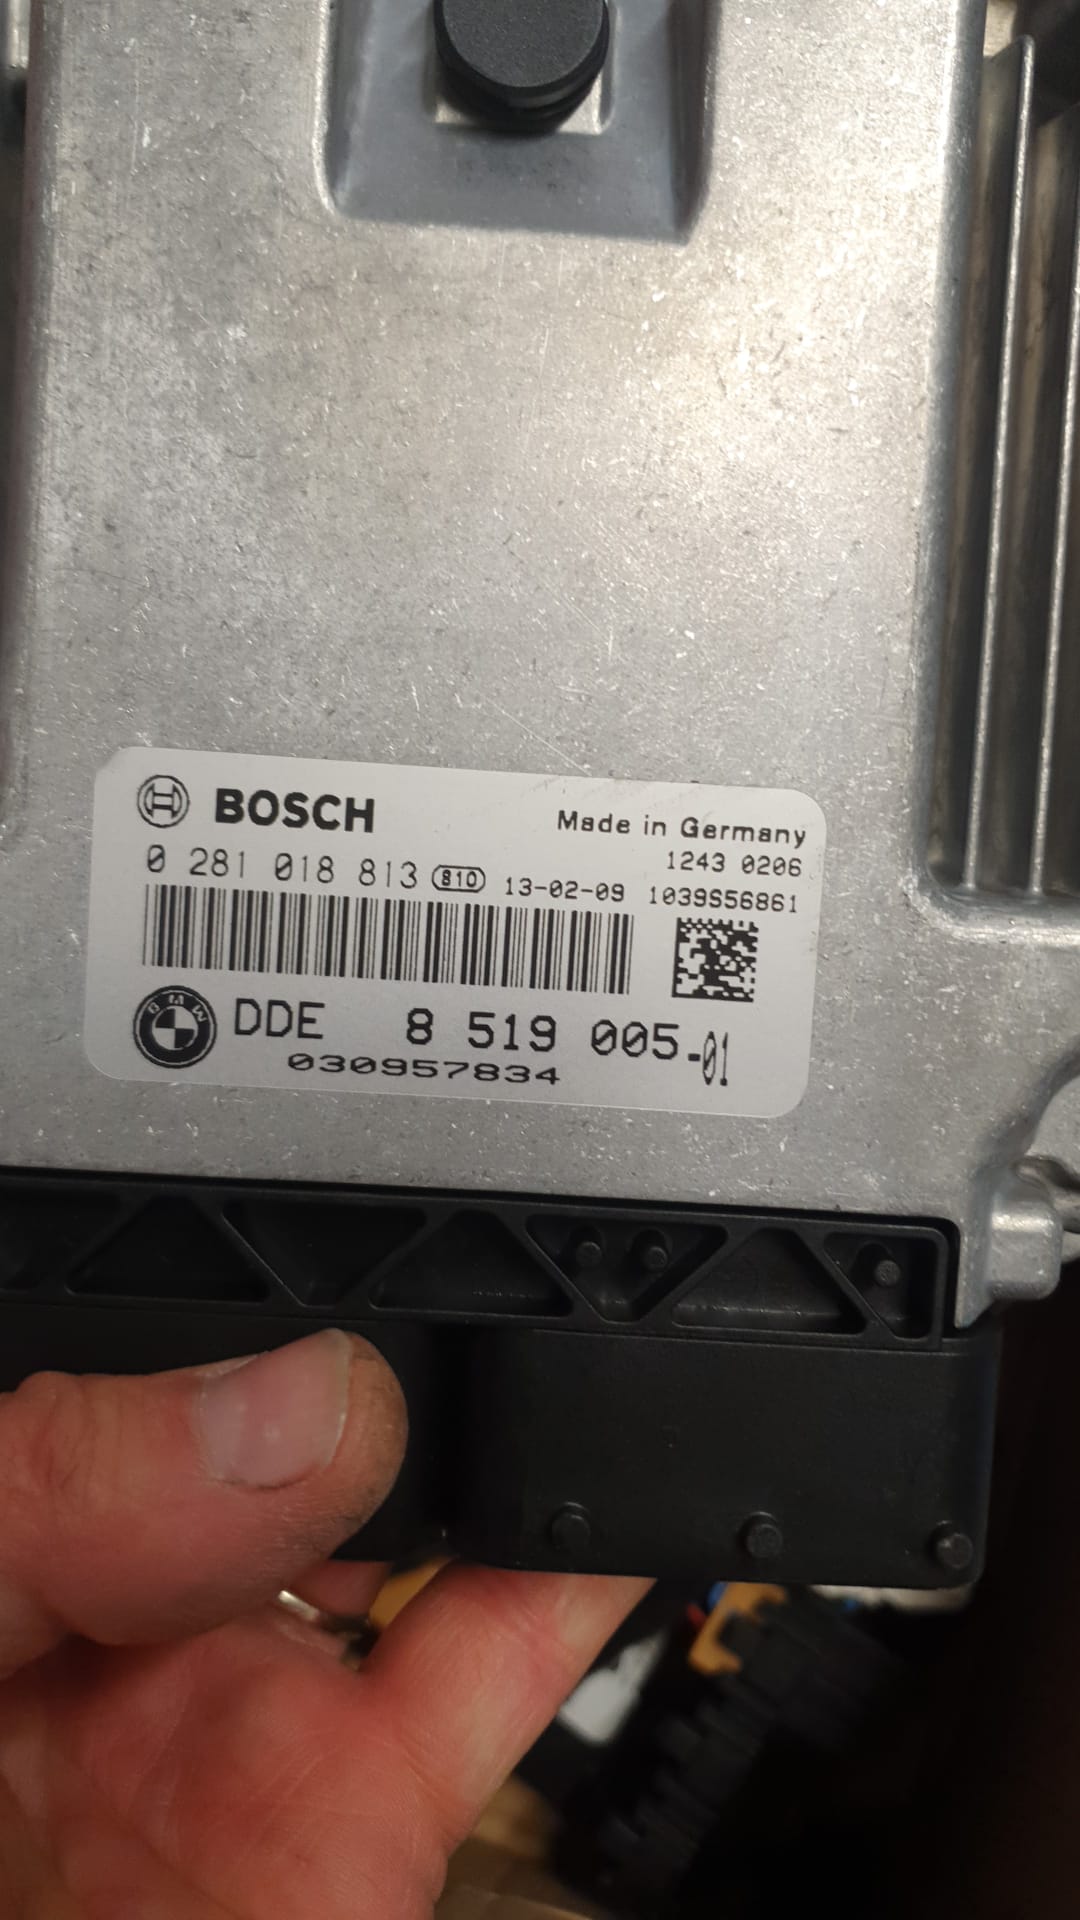 BOSCH
Made in Germany
1243 0206
0 281 018 813 810 13-02-09 1039S56861
BMW
DDE 8 519 005-01
030957834